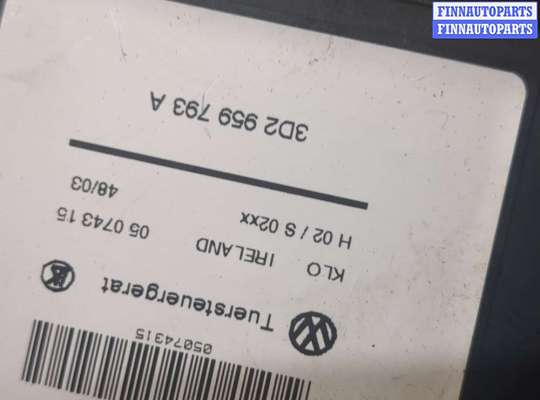 FINNAUTOPARTS
FINNAUTOPARTS
05074315
Tuersteuergerat
KLO IRELAND 05 0743 15
H 02 / S 02xx 48/03
3D2 959 793 A